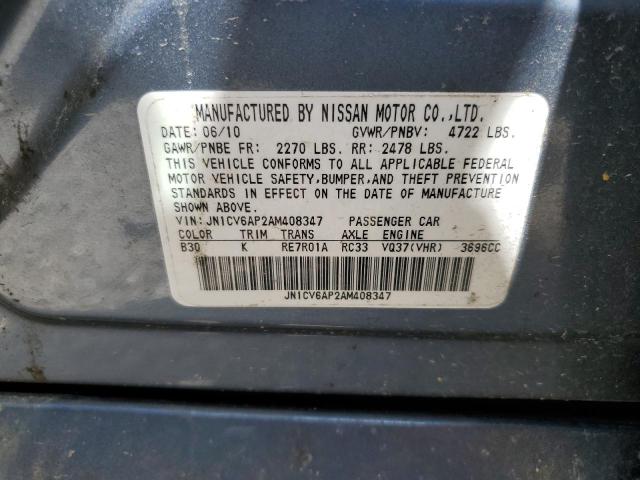 MANUFACTURED BY NISSAN MOTOR CO.,LTD.
DATE: 06/10 GVWR/PNBV: 4722 LBS.
GAWR/PNBE FR: 2270 LBS. RR: 2478 LBS.
THIS VEHICLE CONFORMS TO ALL APPLICABLE FEDERAL
MOTOR VEHICLE SAFETY,BUMPER,AND THEFT PREVENTION
STANDARDS IN EFFECT ON THE DATE OF MANUFACTURE
SHOWN ABOVE.
VIN: JN1CV6AP2AM408347 PASSENGER CAR
COLOR TRIM TRANS AXLE ENGINE
B30 K RE7R01A RC33 VQ37(VHR) 3696CC
JN1CV6AP2AM408347